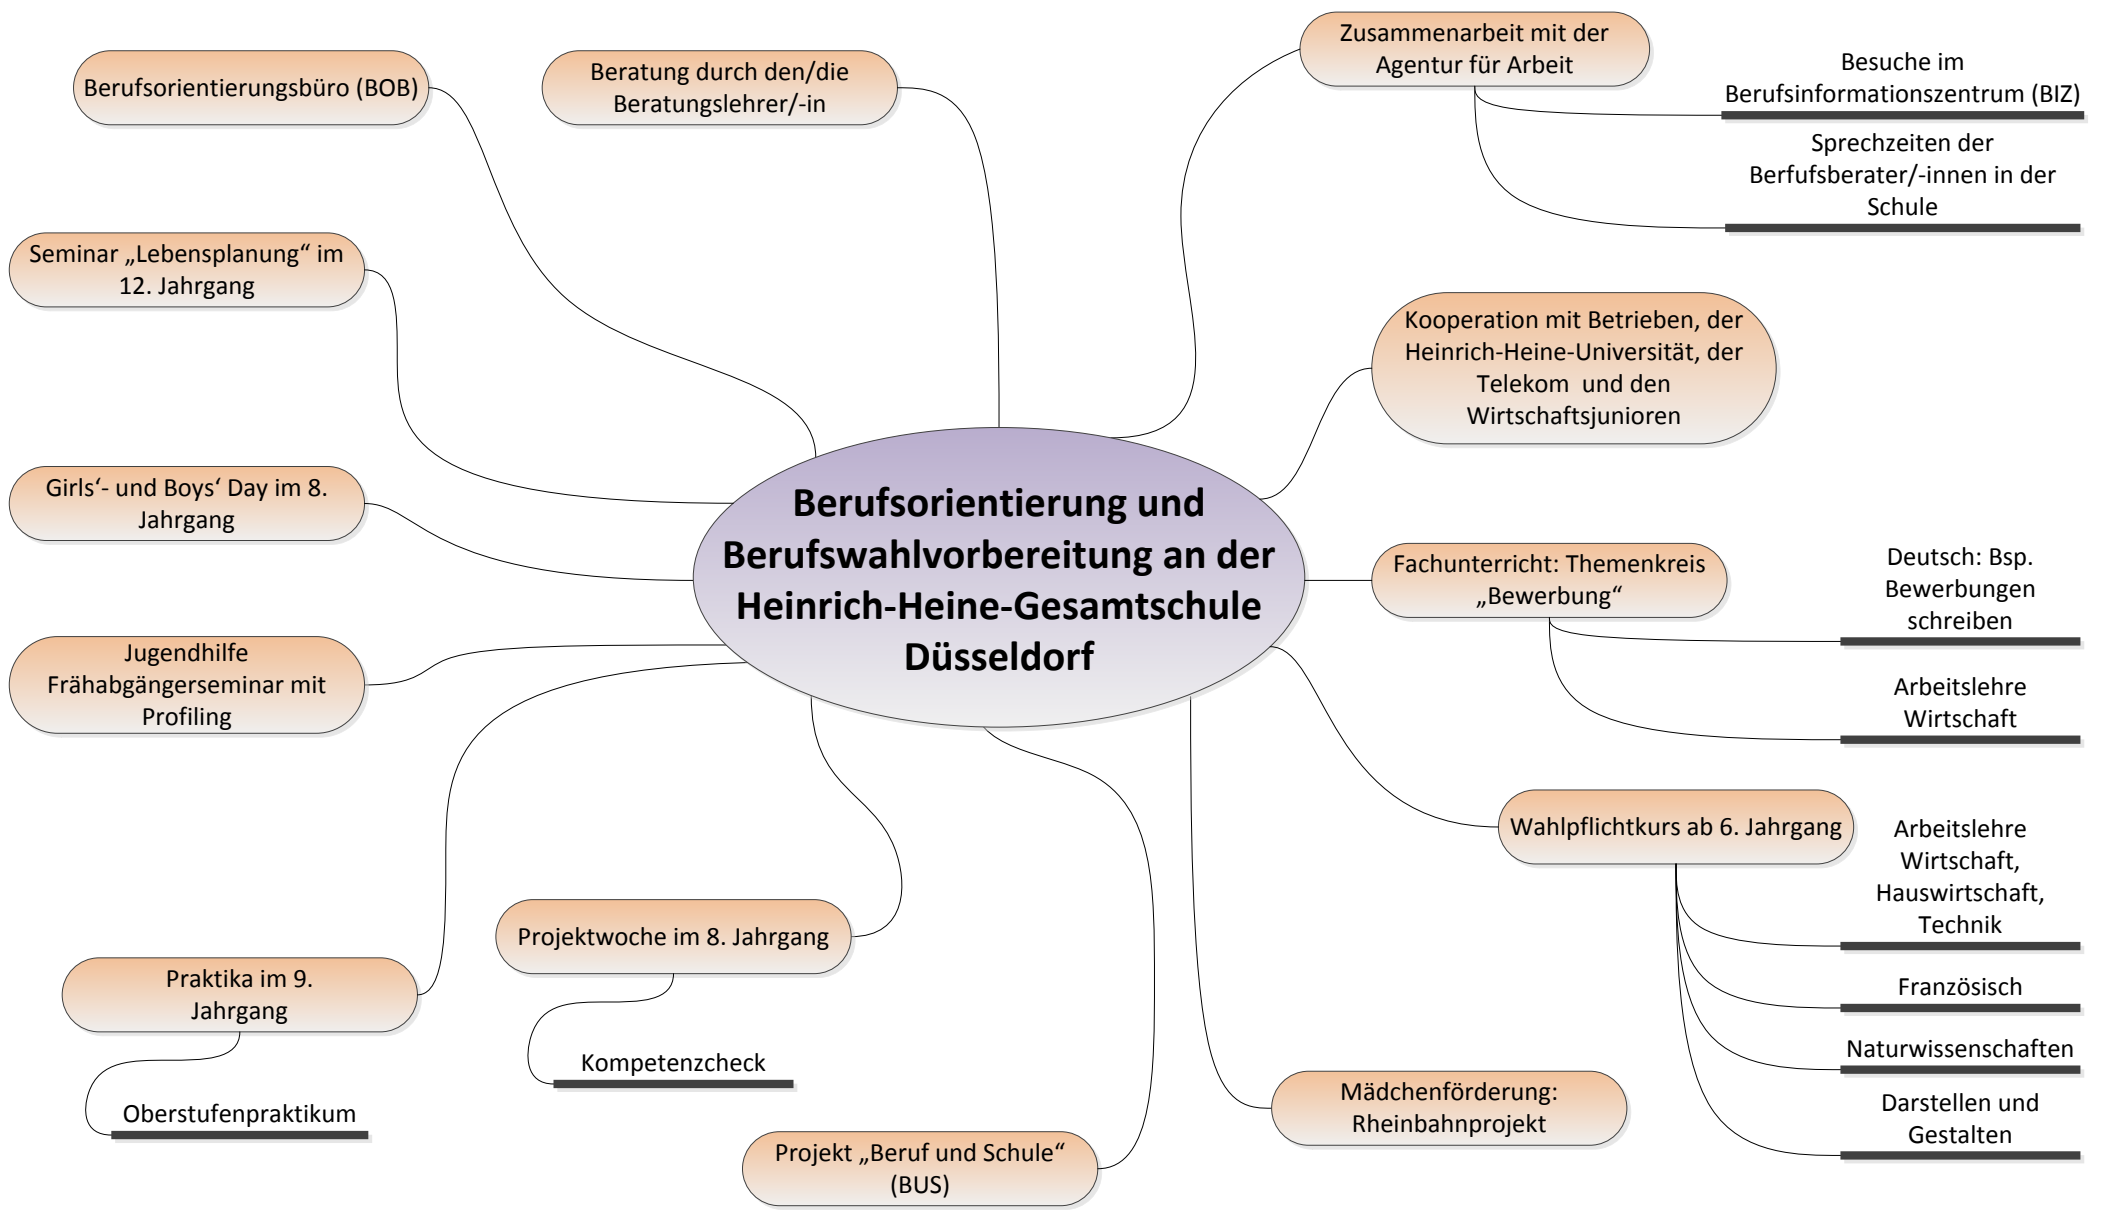 Berufsorientierungsbüro (BOB)
Beratung durch den/die
Beratungslehrer/-in
Zusammenarbeit mit der
Agentur für Arbeit
Besuche im
Berufsinformationszentrum (BIZ)
Sprechzeiten der
Berfufsberater/-innen in der
Schule
Seminar „Lebensplanung“ im
12. Jahrgang
Kooperation mit Betrieben, der
Heinrich-Heine-Universität, der
Telekom  und den
Wirtschaftsjunioren
Girls‘- und Boys‘ Day im 8.
Jahrgang
Berufsorientierung und
Berufswahlvorbereitung an der
Heinrich-Heine-Gesamtschule
Düsseldorf
Fachunterricht: Themenkreis
„Bewerbung“
Deutsch: Bsp.
Bewerbungen
schreiben
Arbeitslehre
Wirtschaft
Jugendhilfe
Frähabgängerseminar mit
Profiling
Wahlpflichtkurs ab 6. Jahrgang
Arbeitslehre
Wirtschaft,
Hauswirtschaft,
Technik
Französisch
Naturwissenschaften
Darstellen und
Gestalten
Projektwoche im 8. Jahrgang
Kompetenzcheck
Praktika im 9.
Jahrgang
Oberstufenpraktikum
Mädchenförderung:
Rheinbahnprojekt
Projekt „Beruf und Schule“
(BUS)